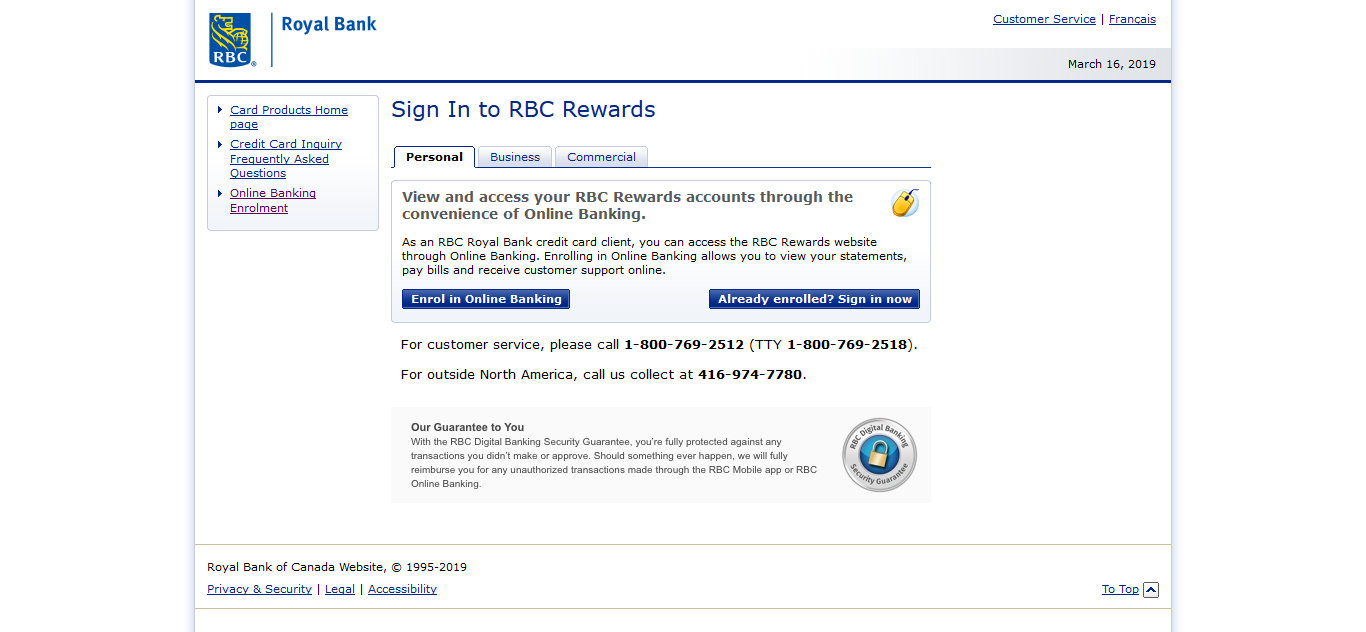 RBC
®
Royal Bank
Customer Service | Français
March 16, 2019
Card Products Home
page
Credit Card Inquiry
Frequently Asked
Questions
Online Banking
Enrolment
Sign In to RBC Rewards
Personal
Business
Commercial
View and access your RBC Rewards accounts through the
convenience of Online Banking.
As an RBC Royal Bank credit card client, you can access the RBC Rewards website
through Online Banking. Enrolling in Online Banking allows you to view your statements,
pay bills and receive customer support online.
Enrol in Online Banking
Already enrolled? Sign in now
For customer service, please call 1-800-769-2512 (TTY 1-800-769-2518).
For outside North America, call us collect at 416-974-7780.
Our Guarantee to You
With the RBC Digital Banking Security Guarantee, you’re fully protected against any
transactions you didn’t make or approve. Should something ever happen, we will fully
reimburse you for any unauthorized transactions made through the RBC Mobile app or RBC
Online Banking.
RBC Digital Banking
Security Guarantee
Royal Bank of Canada Website, © 1995-2019
Privacy & Security | Legal | Accessibility
To Top